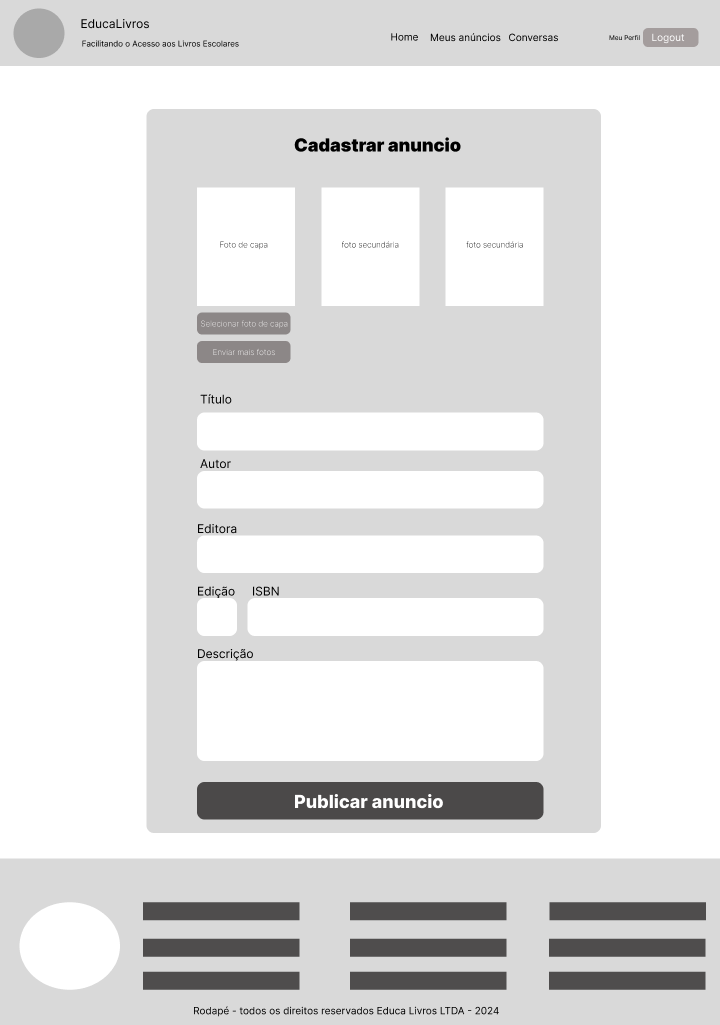 EducaLivros
Facilitando o Acesso aos Livros Escolares
Home Meus anúncios Conversas Meu Perfil Logout
Cadastrar anuncio
Foto de capa foto secundária foto secundária
Selecionar foto de capa
Enviar mais fotos
Título
Autor
Editora
Edição ISBN
Descrição
Publicar anuncio
Rodapé - todos os direitos reservados Educa Livros LTDA - 2024